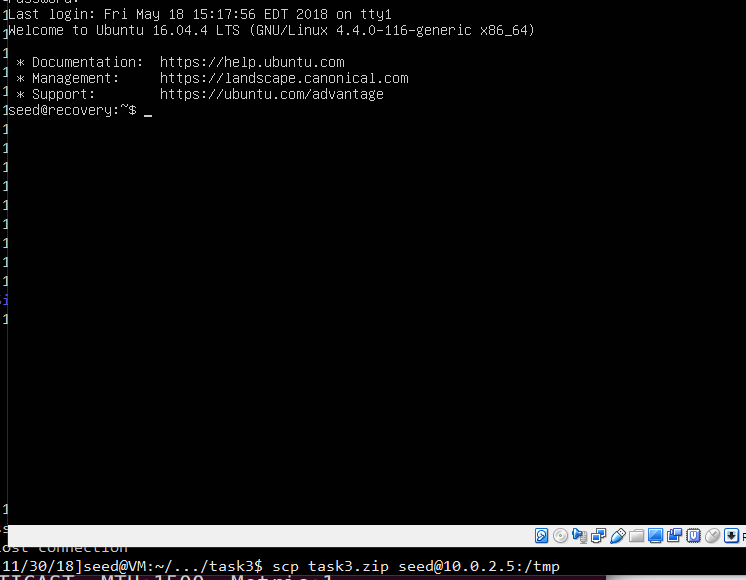 Last login: Fri May 18 15:17:56 EDT 2018 on tty1
Welcome to Ubuntu 16.04.4 LTS (GNU/Linux 4.4.0-116-generic x86_64)
* Documentation: https://help.ubuntu.com
* Management: https://landscape.canonical.com
* Support: https://ubuntu.com/advantage
seed@recovery:~$ _
ost connection
11/30/18]seed@VM:~/.../task3$ scp task3.zip seed@10.0.2.5:/tmp